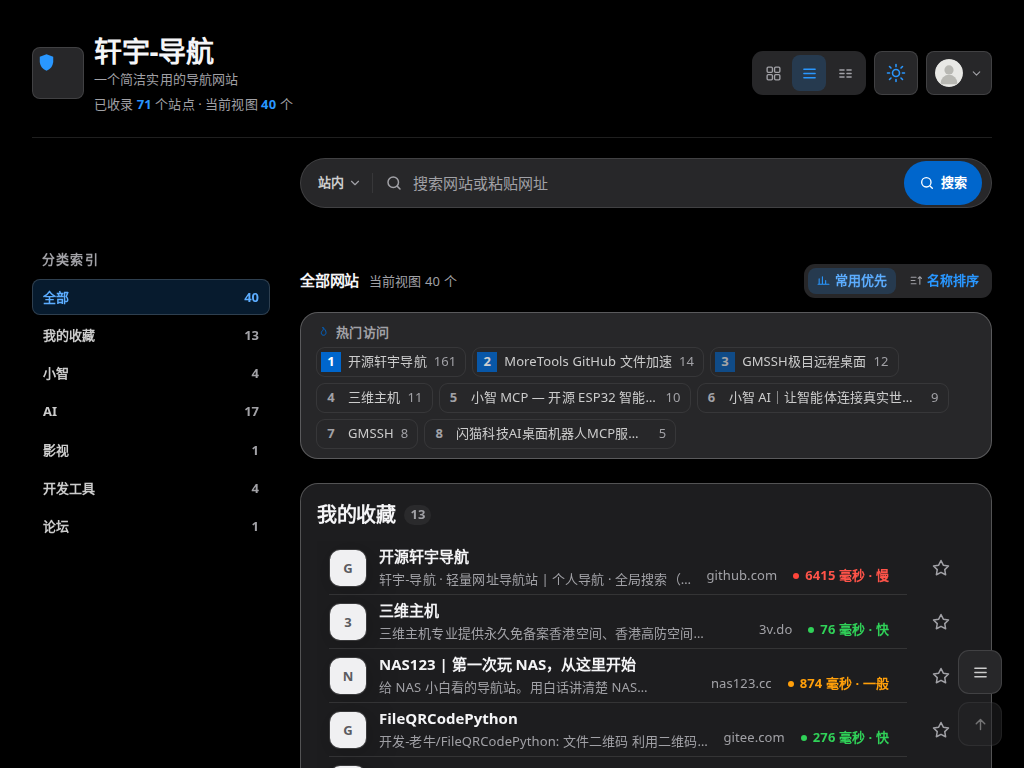 轩宇-导航
一个简洁实用的导航网站
已收录 71 个站点 · 当前视图 40 个
站内
搜索网站或粘贴网址
搜索
分类索引
全部 40
我的收藏 13
小智 4
AI 17
影视 1
开发工具 4
论坛 1
全部网站 当前视图 40 个
常用优先
名称排序
热门访问
1 开源轩宇导航 161
2 MoreTools GitHub 文件加速 14
3 GMSSH极目远程桌面 12
4 三维主机 11
5 小智 MCP — 开源 ESP32 智能... 10
6 小智 AI｜让智能体连接真实世... 9
7 GMSSH 8
8 闪猫科技AI桌面机器人MCP服... 5
我的收藏 13
G
开源轩宇导航
轩宇-导航 · 轻量网址导航站 | 个人导航 · 全局搜索（...
github.com
6415 毫秒 · 慢
3
三维主机
三维主机专业提供永久免备案香港空间、香港高防空间...
3v.do
76 毫秒 · 快
N
NAS123 | 第一次玩 NAS，从这里开始
给 NAS 小白看的导航站。用白话讲清楚 NAS...
nas123.cc
874 毫秒 · 一般
G
FileQRCodePython
开发-老牛/FileQRCodePython: 文件二维码 利用二维码...
gitee.com
276 毫秒 · 快